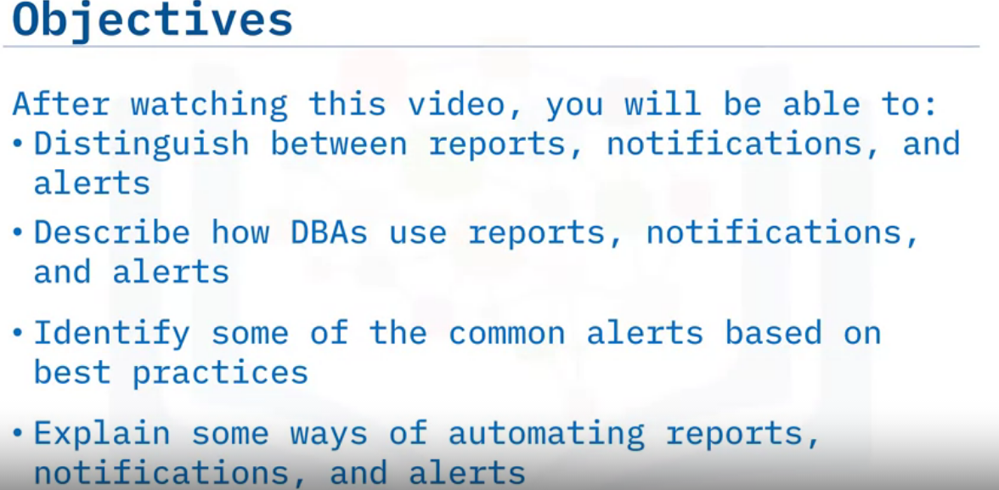 Objectives
After watching this video, you will be able to:
• Distinguish between reports, notifications, and
alerts
• Describe how DBAs use reports, notifications,
and alerts
• Identify some of the common alerts based on
best practices
• Explain some ways of automating reports,
notifications, and alerts